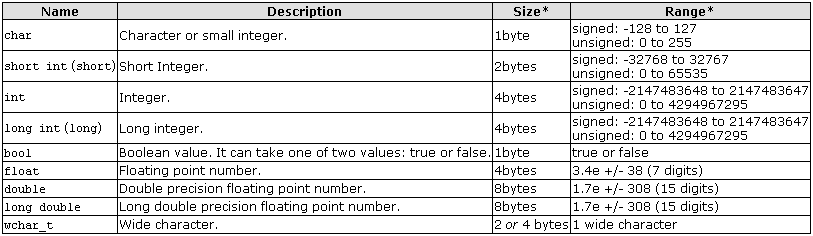 Name Description Size* Range*
char Character or small integer. 1byte signed: -128 to 127
unsigned: 0 to 255
short int (short) Short Integer. 2bytes signed: -32768 to 32767
unsigned: 0 to 65535
int Integer. 4bytes signed: -2147483648 to 2147483647
unsigned: 0 to 4294967295
long int (long) Long integer. 4bytes signed: -2147483648 to 2147483647
unsigned: 0 to 4294967295
bool Boolean value. It can take one of two values: true or false. 1byte true or false
float Floating point number. 4bytes 3.4e +/- 38 (7 digits)
double Double precision floating point number. 8bytes 1.7e +/- 308 (15 digits)
long double Long double precision floating point number. 8bytes 1.7e +/- 308 (15 digits)
wchar_t Wide character. 2 or 4 bytes 1 wide character